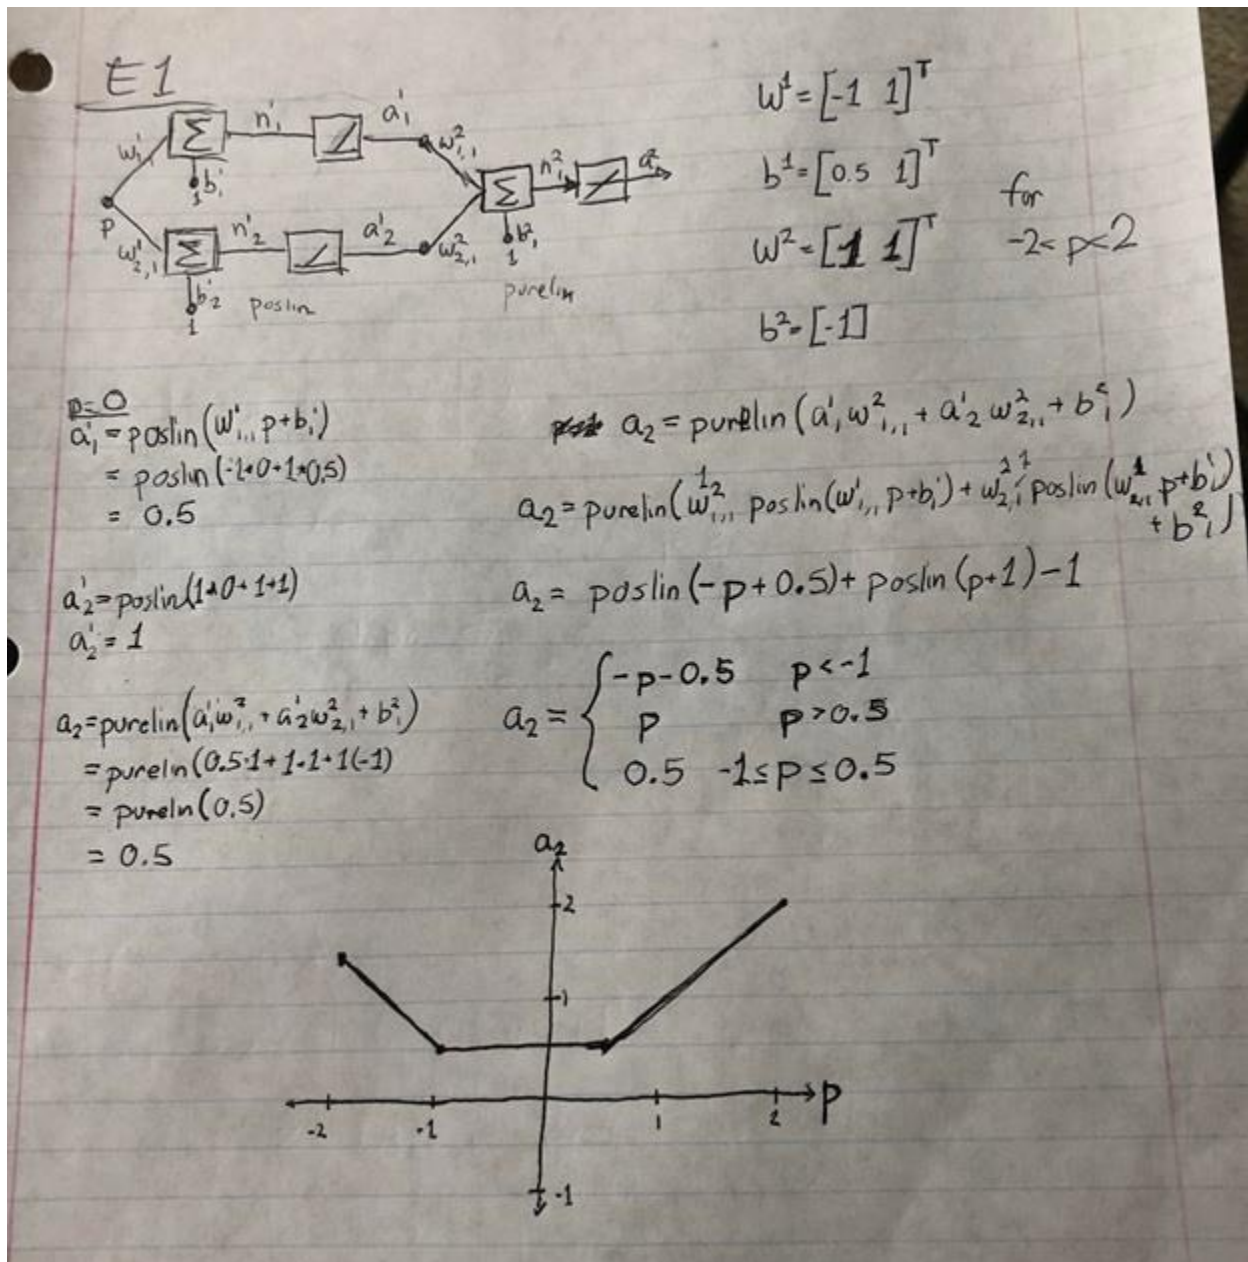 E1
w¹₁,₁ n¹₁ a¹₁ w²₁,₁
Σ
b¹₁
1
p
w¹₂,₁ n¹₂ a¹₂ w²₂,₁
Σ
b¹₂
1
poslin
Σ n²₁ a²₁
b²₁
1
purelin
W¹=[-1 1]ᵀ
b¹=[0.5 1]ᵀ
W²=[1 1]ᵀ
b²=[-1]
for
-2<p<2
p=0
a¹₁=poslin(w¹₁,₁ p+b¹₁)
= poslin(-1*0+1*0.5)
= 0.5
a¹₂=poslin(1*0+1*1)
a¹₂= 1
a₂=purelin(a¹₁w²₁,₁+a¹₂w²₂,₁+b²₁)
=pureln(0.5·1+1·1+1(-1)
= pureln(0.5)
= 0.5
a₂=purelin(a¹₁w²₁,₁+a¹₂w²₂,₁+b²₁)
a₂=purelin(w²₁,₁ poslin(w¹₁,₁ p+b¹₁)+w²₂,₁ poslin(w¹₂,₁ p+b¹₁)
+b²₁)
a₂= poslin(-p+0.5)+poslin(p+1)-1
a₂= { -p-0.5 p<-1
p p>0.5
0.5 -1≤p≤0.5
a₂
2
1
-2 -1 1 2 p
-1